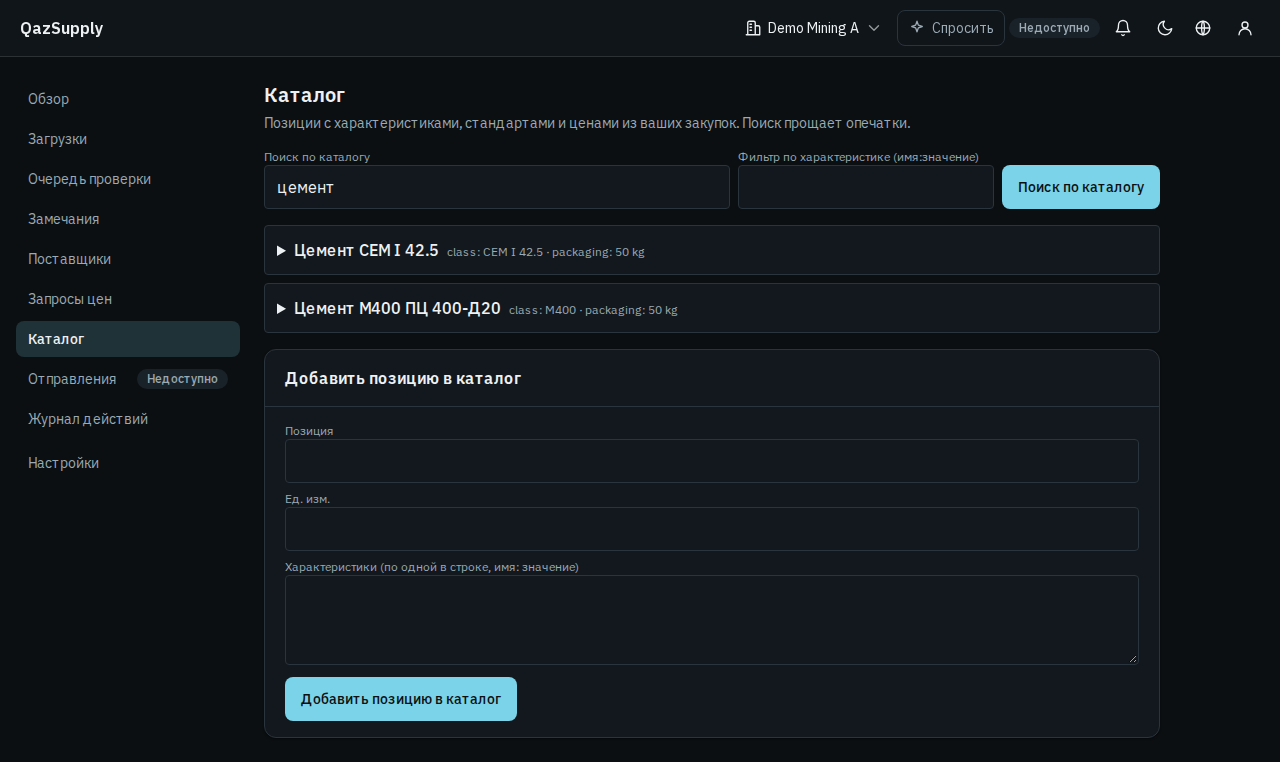 QazSupply
Demo Mining A
Спросить
Недоступно
Обзор
Загрузки
Очередь проверки
Замечания
Поставщики
Запросы цен
Каталог
Отправления Недоступно
Журнал действий
Настройки
Каталог
Позиции с характеристиками, стандартами и ценами из ваших закупок. Поиск прощает опечатки.
Поиск по каталогу
цемент
Фильтр по характеристике (имя:значение)
Поиск по каталогу
Цемент CEM I 42.5 class: CEM I 42.5 · packaging: 50 kg
Цемент М400 ПЦ 400-Д20 class: М400 · packaging: 50 kg
Добавить позицию в каталог
Позиция
Ед. изм.
Характеристики (по одной в строке, имя: значение)
Добавить позицию в каталог